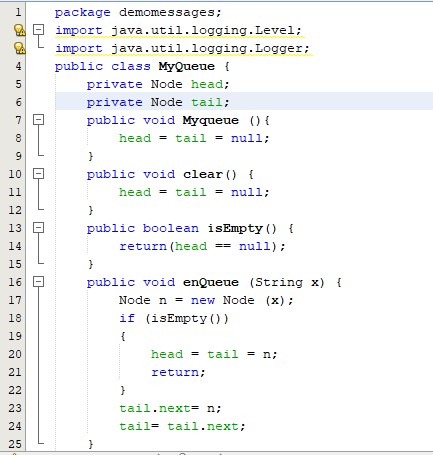 1 package demomessages;
import java.util.logging.Level;
import java.util.logging.Logger;
4 public class MyQueue {
5 private Node head;
6 private Node tail;
7 public void Myqueue (){
8 head = tail = null;
9 }
10 public void clear() {
11 head = tail = null;
12 }
13 public boolean isEmpty() {
14 return(head == null);
15 }
16 public void enQueue (String x) {
17 Node n = new Node (x);
18 if (isEmpty())
19 {
20 head = tail = n;
21 return;
22 }
23 tail.next= n;
24 tail= tail.next;
25 }